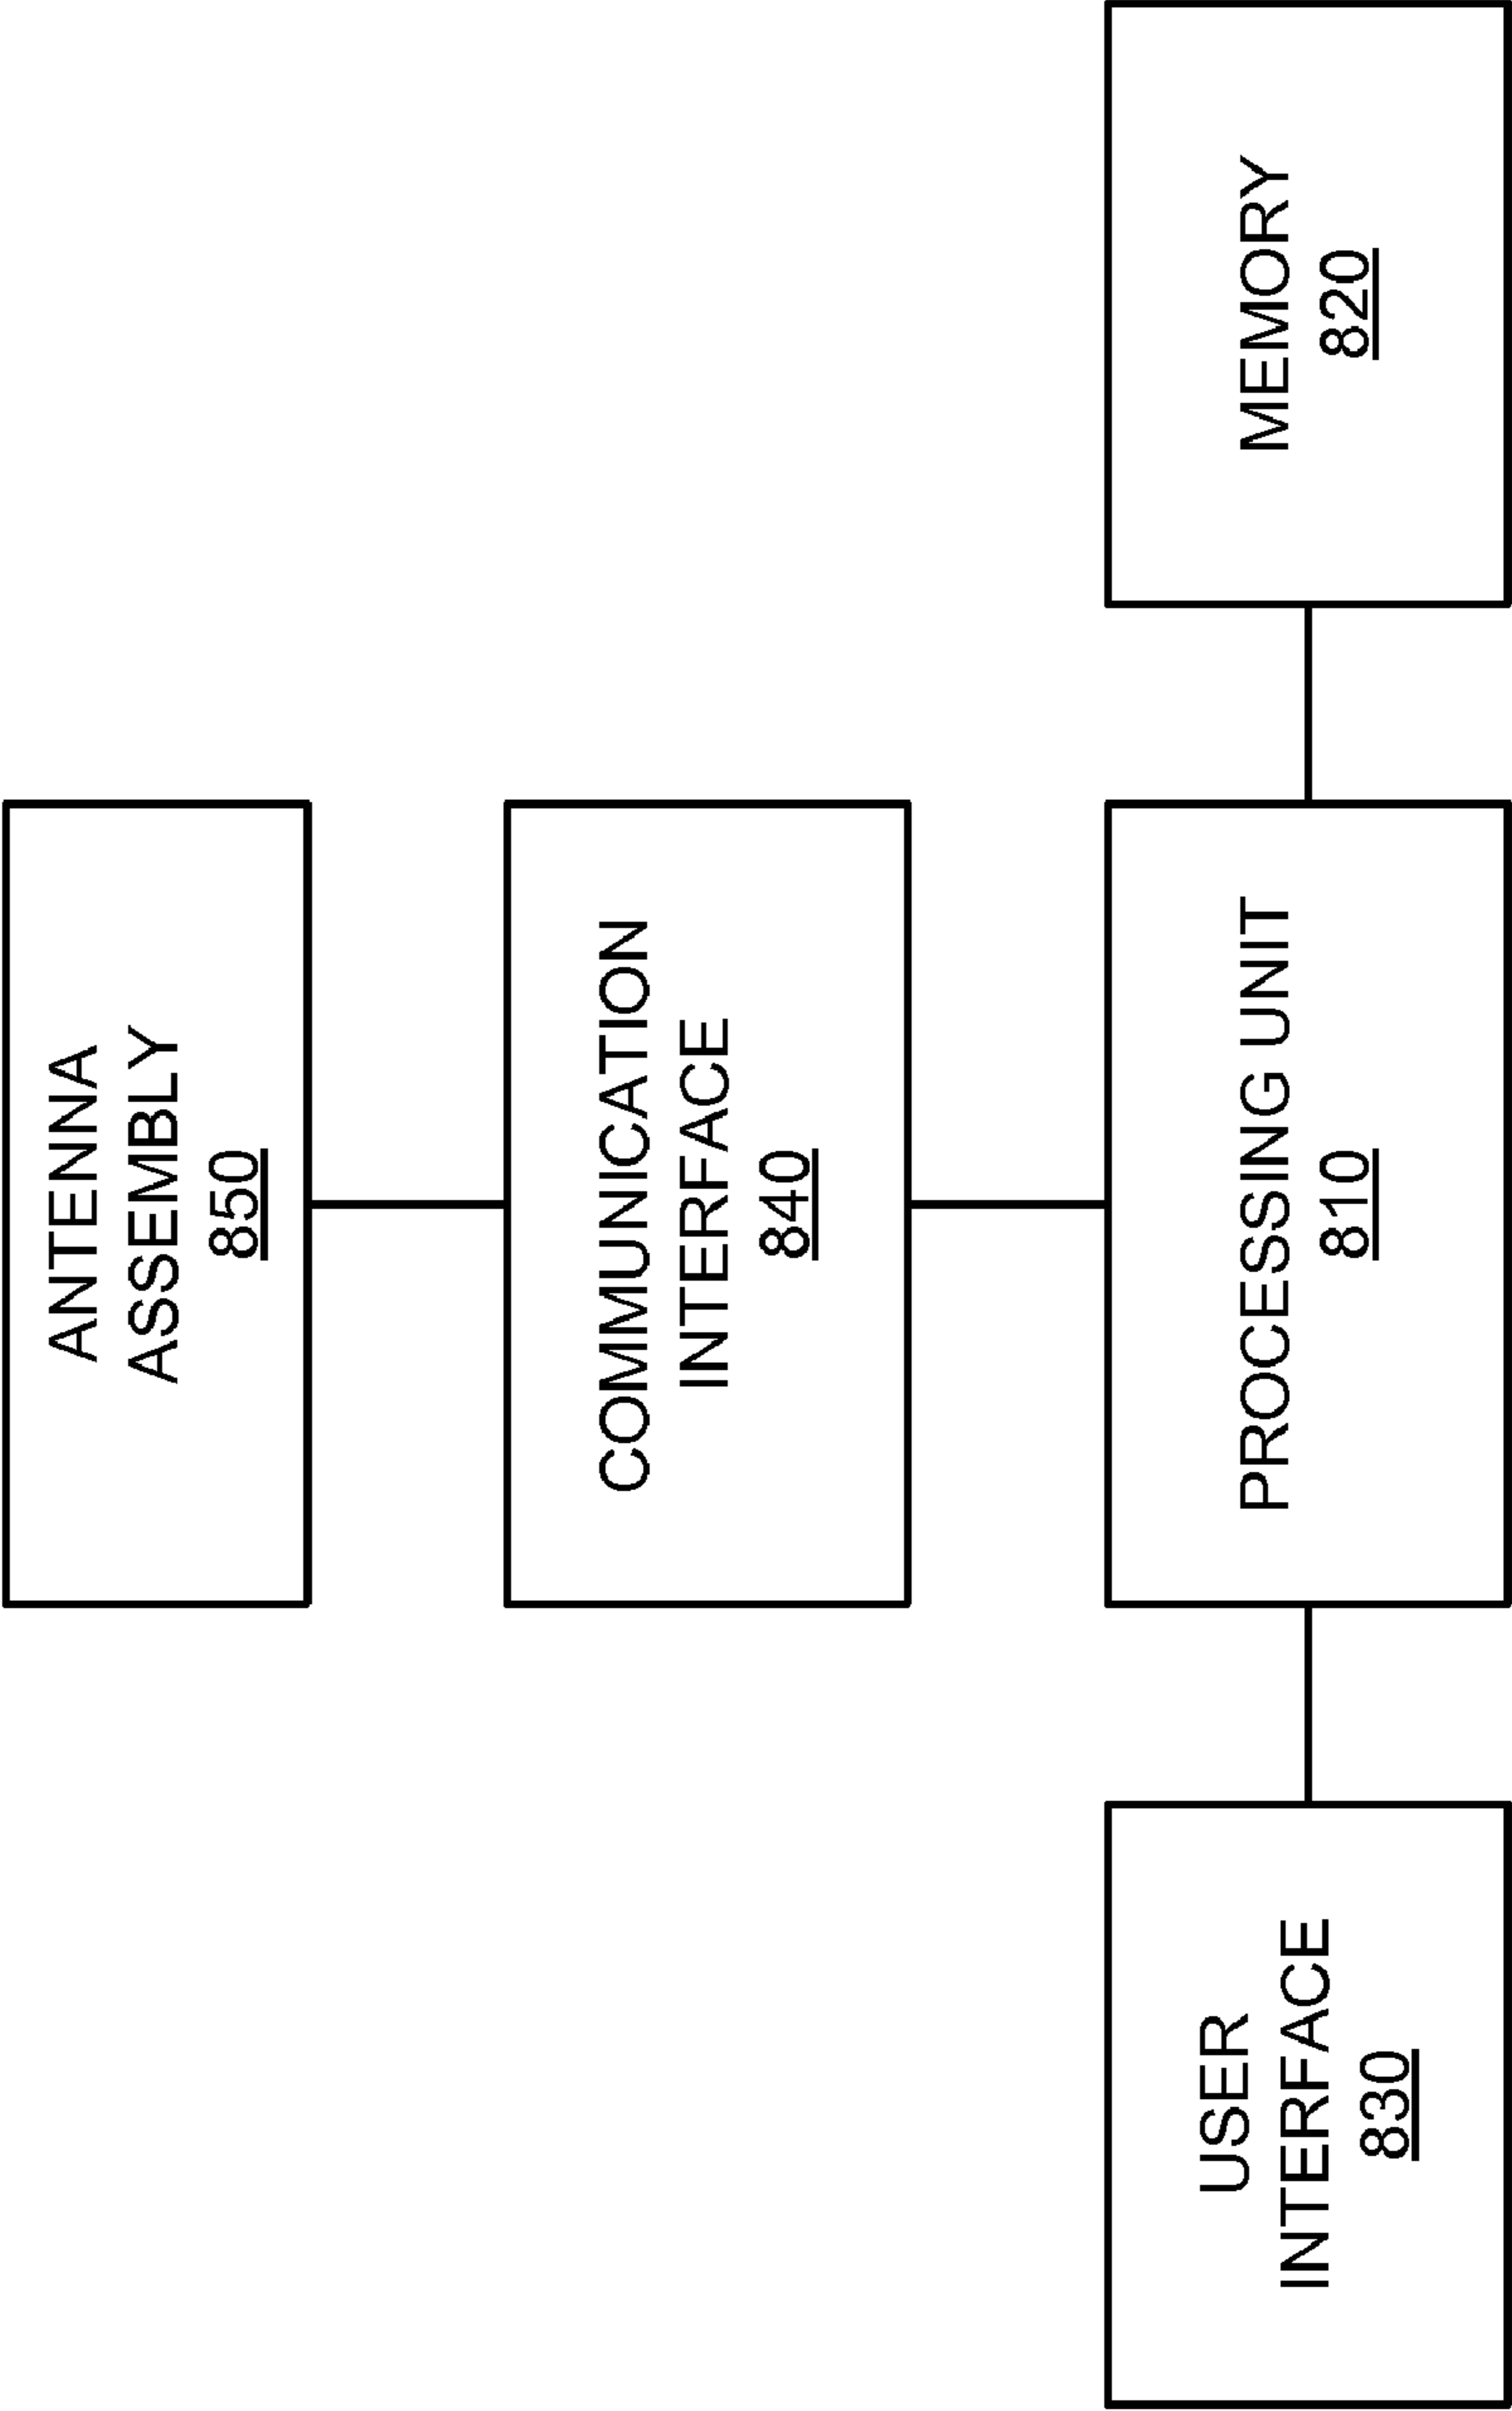 ANTENNA
ASSEMBLY
850
COMMUNICATION
INTERFACE
840
USER
INTERFACE
830
PROCESSING UNIT
810
MEMORY
820